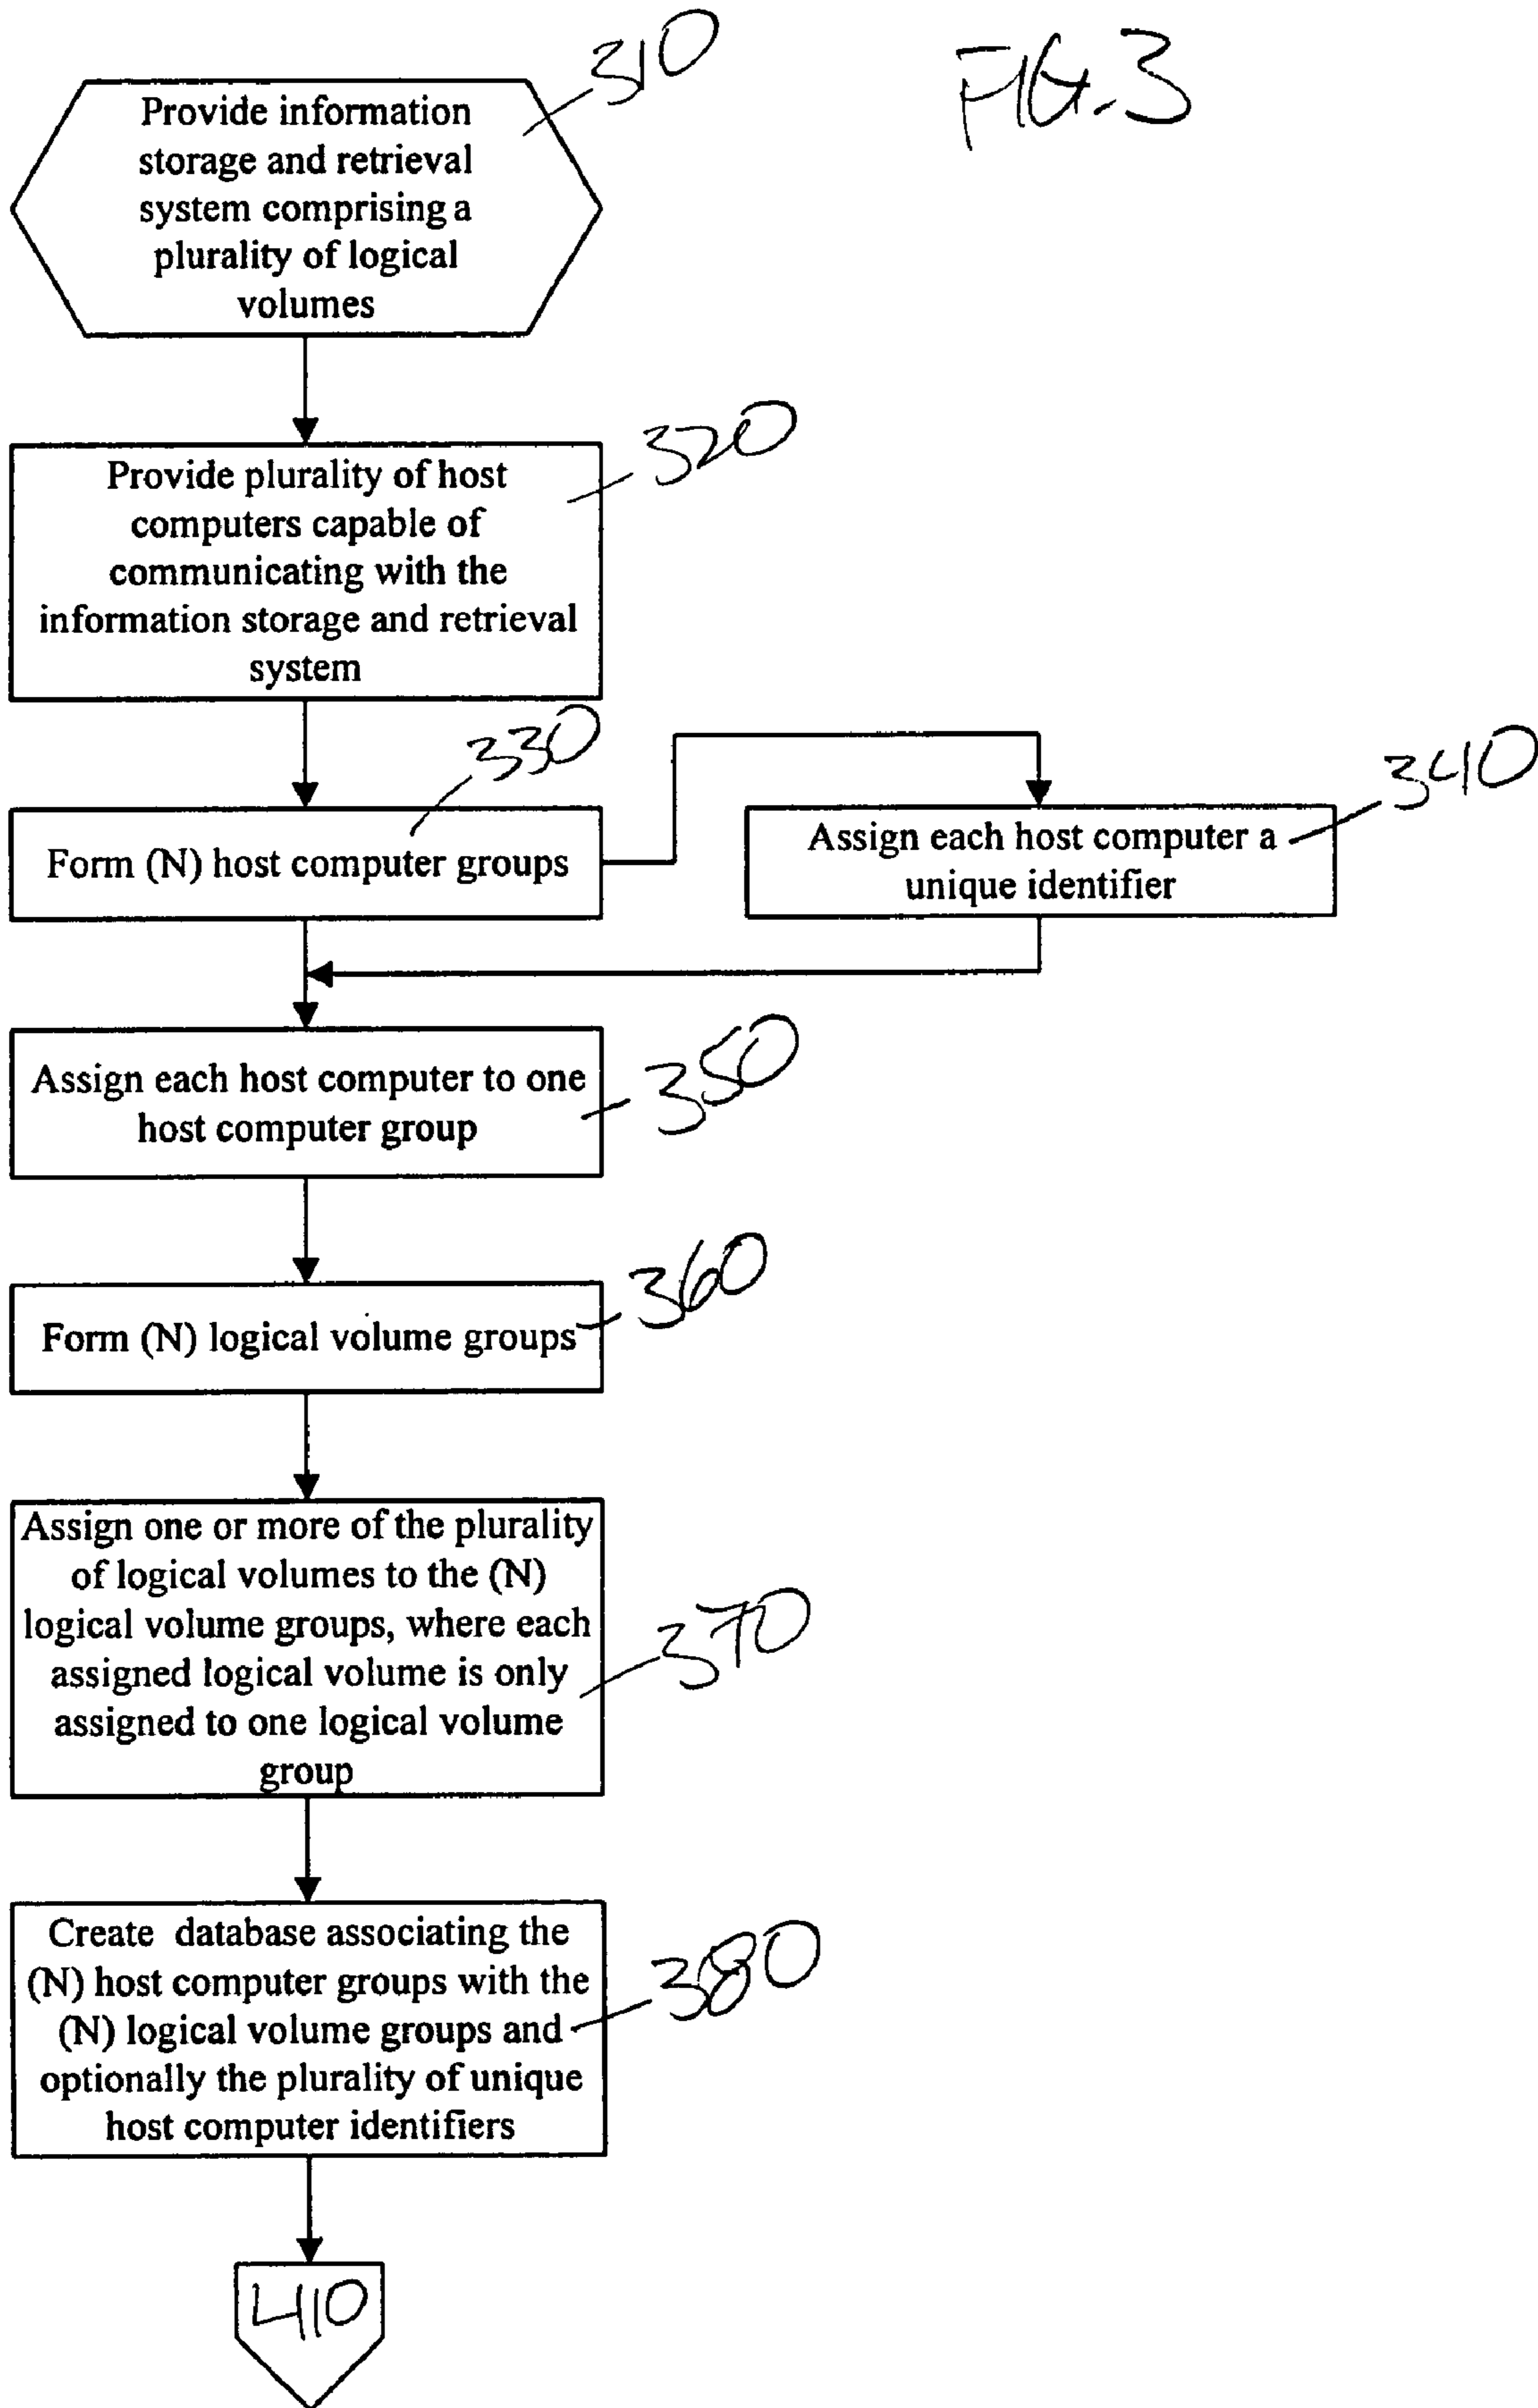 310
FIG. 3
Provide information
storage and retrieval
system comprising a
plurality of logical
volumes
320
Provide plurality of host
computers capable of
communicating with the
information storage and retrieval
system
330
Form (N) host computer groups
340
Assign each host computer a
unique identifier
350
Assign each host computer to one
host computer group
360
Form (N) logical volume groups
370
Assign one or more of the plurality
of logical volumes to the (N)
logical volume groups, where each
assigned logical volume is only
assigned to one logical volume
group
380
Create database associating the
(N) host computer groups with the
(N) logical volume groups and
optionally the plurality of unique
host computer identifiers
410